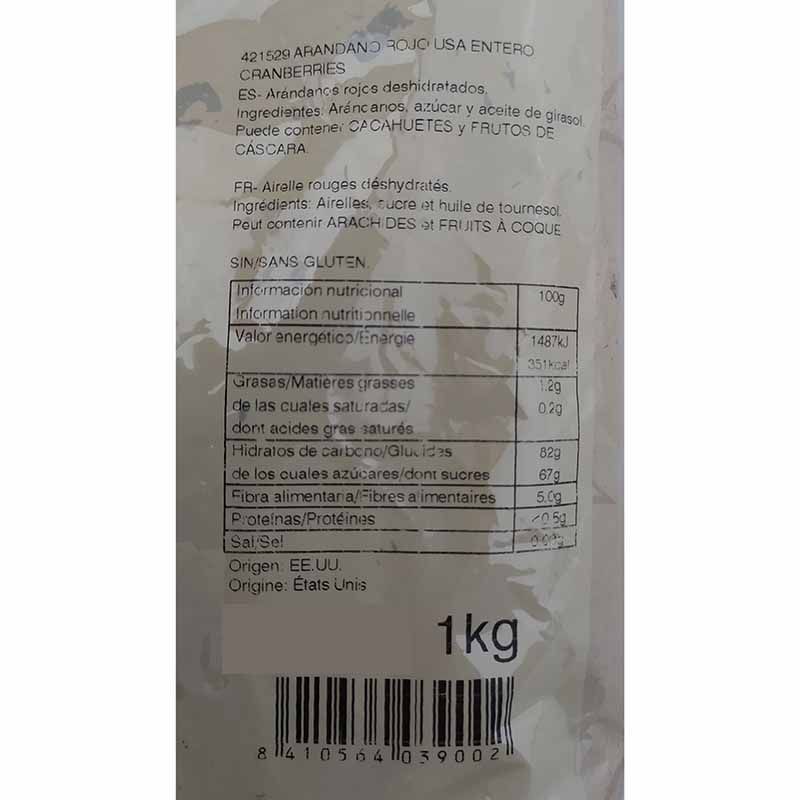 421529 ARANDANO ROJO USA ENTERO
CRANBERRIES
ES- Arándanos rojos deshidratados.
Ingredientes: Aráncanos, azúcar y aceite de girasol.
Puede contener CACAHUETES y FRUTOS DE
CÁSCARA.
FR- Airelle rouges déshydratés.
Ingrédients: Airelles, sucre et huile de tournesol.
Peut contenir ARACHIDES et FRUITS À COQUE
SIN/SANS GLUTEN.
Información nutricional 100g
Information nutritionnelle
Valor energético/Énergie 1487kJ
351kcal
Grasas/Matières grasses 1.2g
de las cuales saturadas/ 0,2g
dont acides gras saturés
Hidratos de carbono/Glucides 82g
de los cuales azúcares/dont sucres 67g
Fibra alimentaria/Fibres alimentaires 5.0g
Proteínas/Protéines <0.5g
Sal/Sel
Origen: EE.UU.
Origine: États Unis
1kg
8 410564 039002